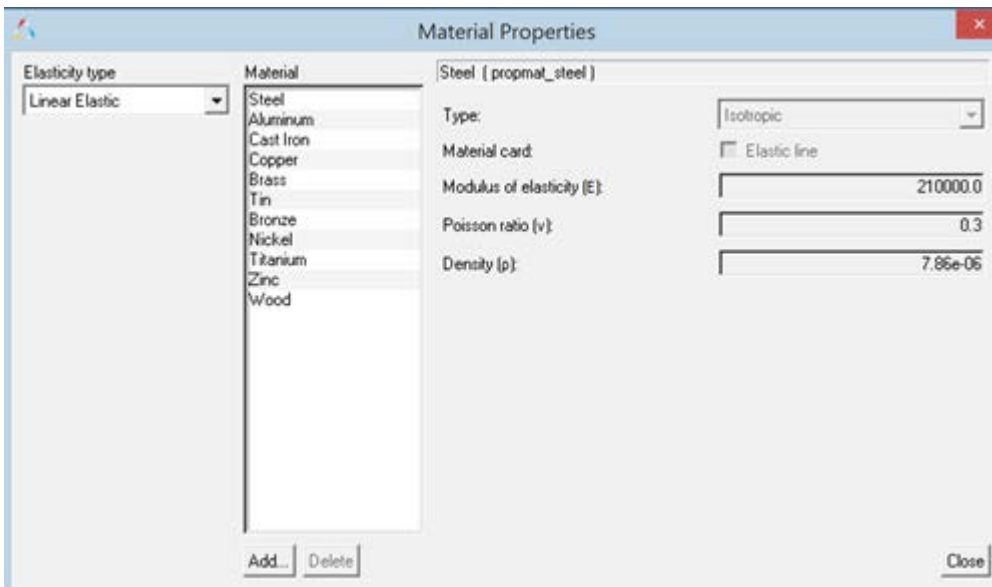 Material Properties
Elasticity type
Linear Elastic
Material
Steel
Aluminum
Cast Iron
Copper
Brass
Tin
Bronze
Nickel
Titanium
Zinc
Wood
Add...
Delete
Steel ( propmat_steel )
Type:
Isotropic
Material card:
Elastic line
Modulus of elasticity (E):
210000.0
Poisson ratio (v):
0.3
Density (ρ):
7.86e-06
Close